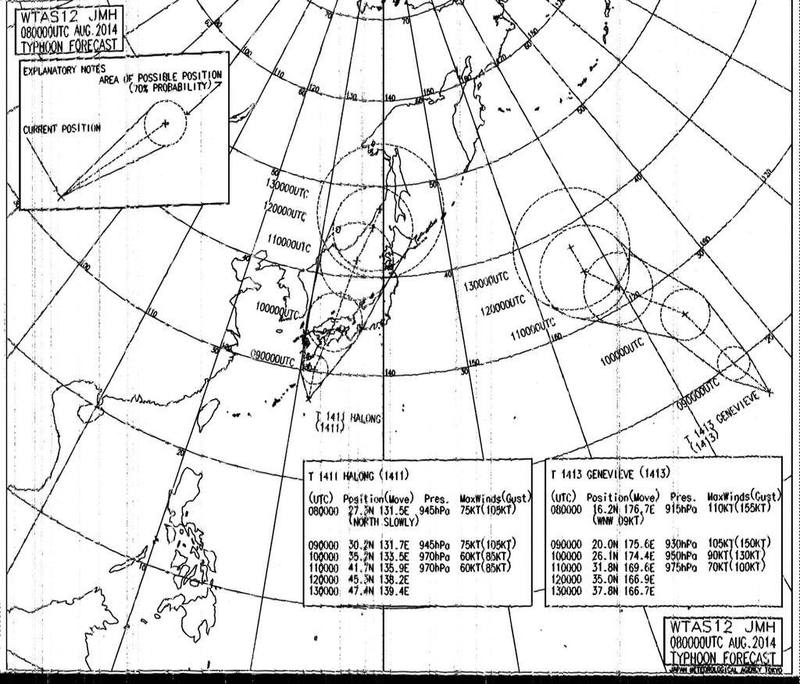 WTAS12 JMH
080000UTC AUG.2014
TYPHOON FORECAST
EXPLANATORY NOTES
AREA OF POSSIBLE POSITION
(70% PROBABILITY)
CURRENT POSITION
130000UTC
120000UTC
110000UTC
100000UTC
090000UTC
T 1411 HALONG
(1411)
130000UTC
120000UTC
110000UTC
100000UTC
090000UTC
T 1413 GENEVIEVE
(1413)
T 1411 HALONG (1411)
(UTC) Position(Move) Pres. MaxWinds(Gust)
080000 27.3N 131.5E 945hPa 75KT(105KT)
(NORTH SLOWLY)
090000 30.2N 131.7E 945hPa 75KT(105KT)
100000 35.2N 133.5E 970hPa 60KT(85KT)
110000 41.7N 135.9E 970hPa 60KT(85KT)
120000 45.3N 138.2E
130000 47.4N 139.4E
T 1413 GENEVIEVE (1413)
(UTC) Position(Move) Pres. MaxWinds(Gust)
080000 16.2N 176.7E 915hPa 110KT(155KT)
(WNW 09KT)
090000 20.0N 175.6E 930hPa 105KT(150KT)
100000 26.1N 174.4E 950hPa 90KT(130KT)
110000 31.8N 169.6E 975hPa 70KT(100KT)
120000 35.0N 166.9E
130000 37.8N 166.7E
WTAS12 JMH
080000UTC AUG.2014
TYPHOON FORECAST
JAPAN METEOROLOGICAL AGENCY TOKYO